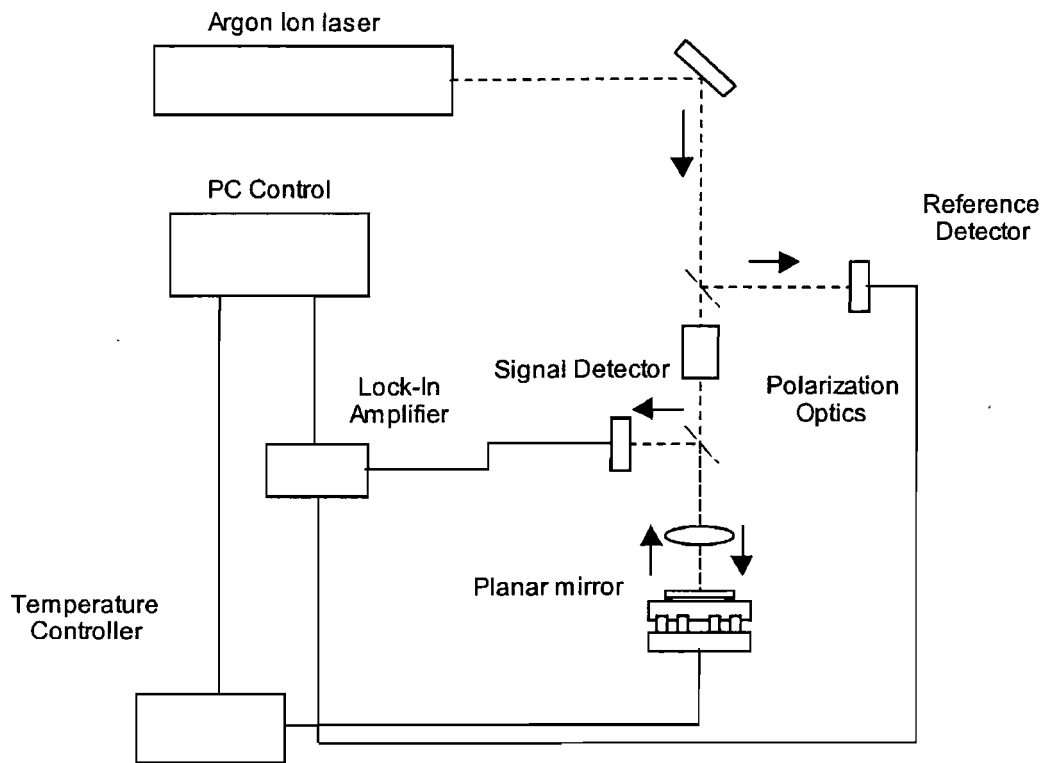 Argon Ion laser
PC Control
Reference
Detector
Signal Detector
Lock-In
Amplifier
Polarization
Optics
Planar mirror
Temperature
Controller